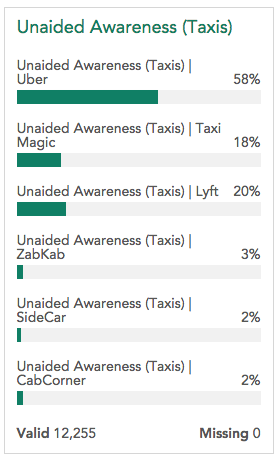 Unaided Awareness (Taxis)
Unaided Awareness (Taxis) |
Uber 58%
Unaided Awareness (Taxis) | Taxi
Magic 18%
Unaided Awareness (Taxis) | Lyft 20%
Unaided Awareness (Taxis) |
ZabKab 3%
Unaided Awareness (Taxis) |
SideCar 2%
Unaided Awareness (Taxis) |
CabCorner 2%
Valid 12,255 Missing 0